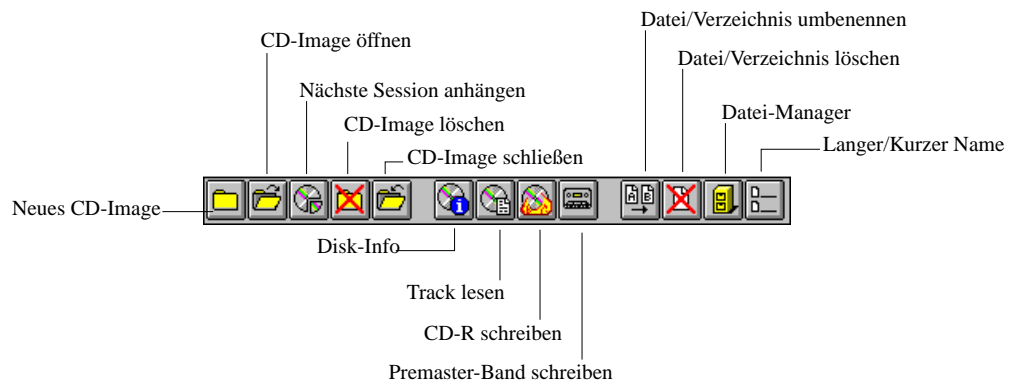 Datei/Verzeichnis umbenennen
CD-Image öffnen
Datei/Verzeichnis löschen
Nächste Session anhängen
Datei-Manager
CD-Image löschen
Langer/Kurzer Name
CD-Image schließen
Neues CD-Image
A B
Disk-Info
Track lesen
CD-R schreiben
Premaster-Band schreiben